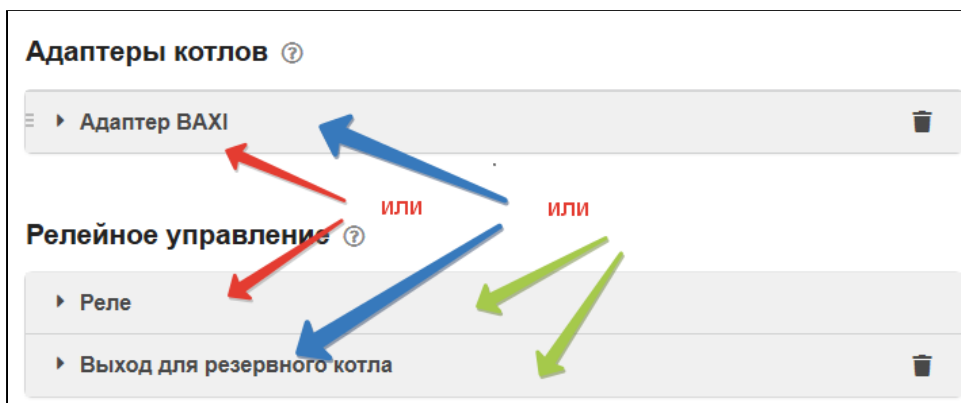 Адаптеры котлов ?
Адаптер BAXI
или или
Релейное управление ?
Реле
Выход для резервного котла